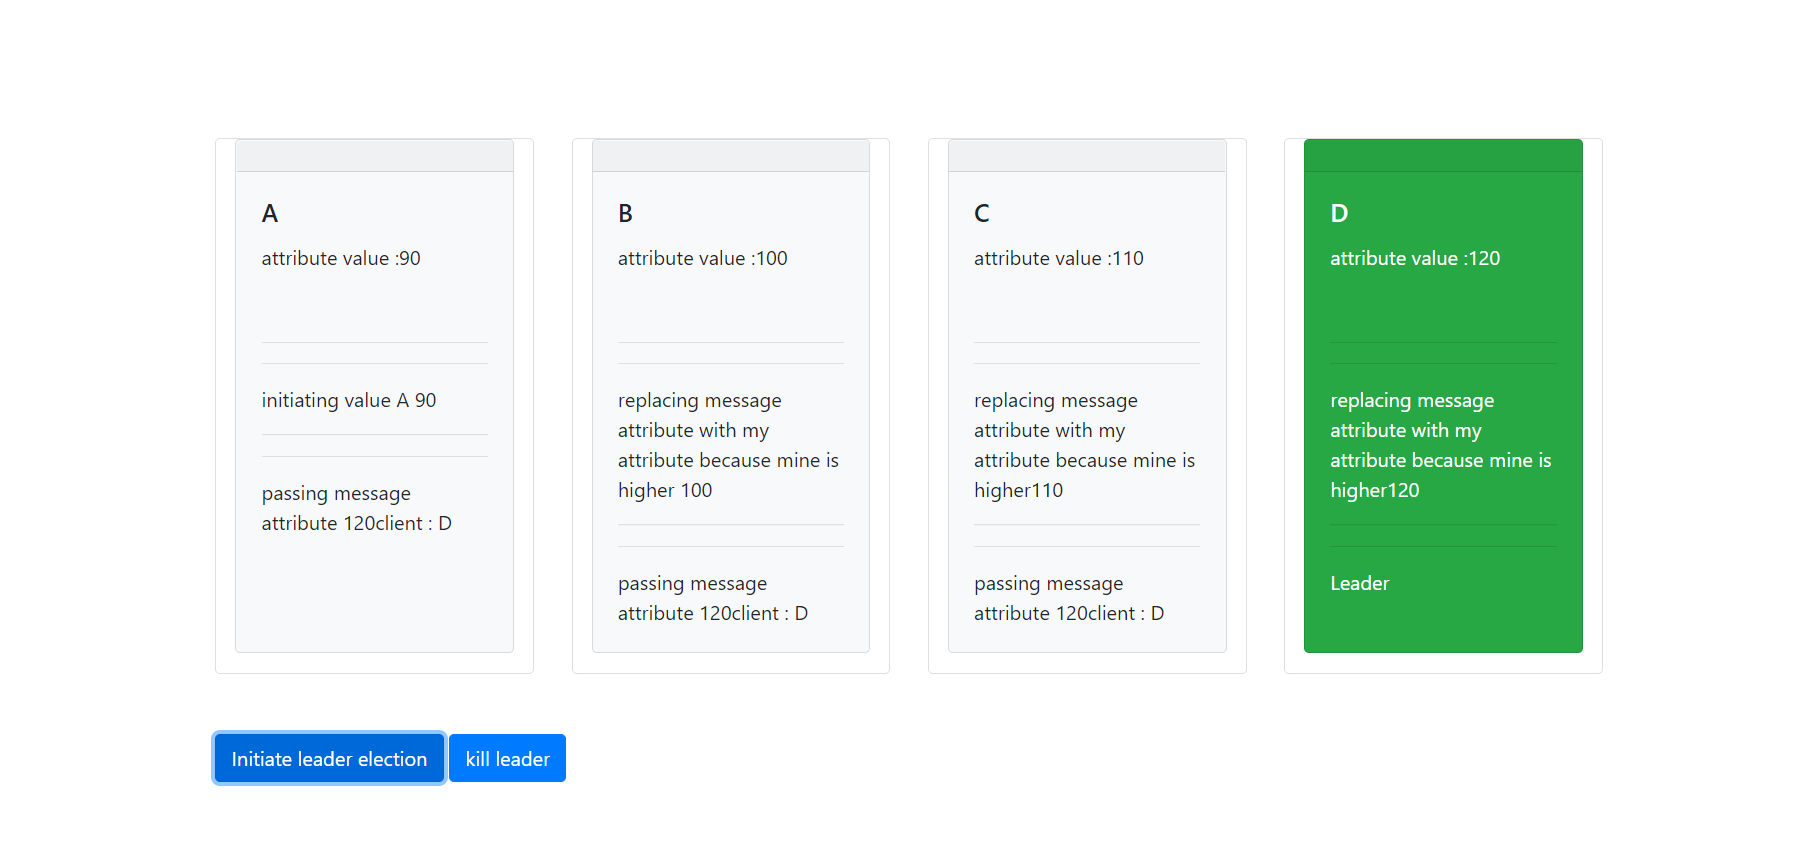 A
attribute value :90
initiating value A 90
passing message
attribute 120client : D
B
attribute value :100
replacing message
attribute with my
attribute because mine is
higher 100
passing message
attribute 120client : D
C
attribute value :110
replacing message
attribute with my
attribute because mine is
higher110
passing message
attribute 120client : D
D
attribute value :120
replacing message
attribute with my
attribute because mine is
higher120
Leader
Initiate leader election
kill leader